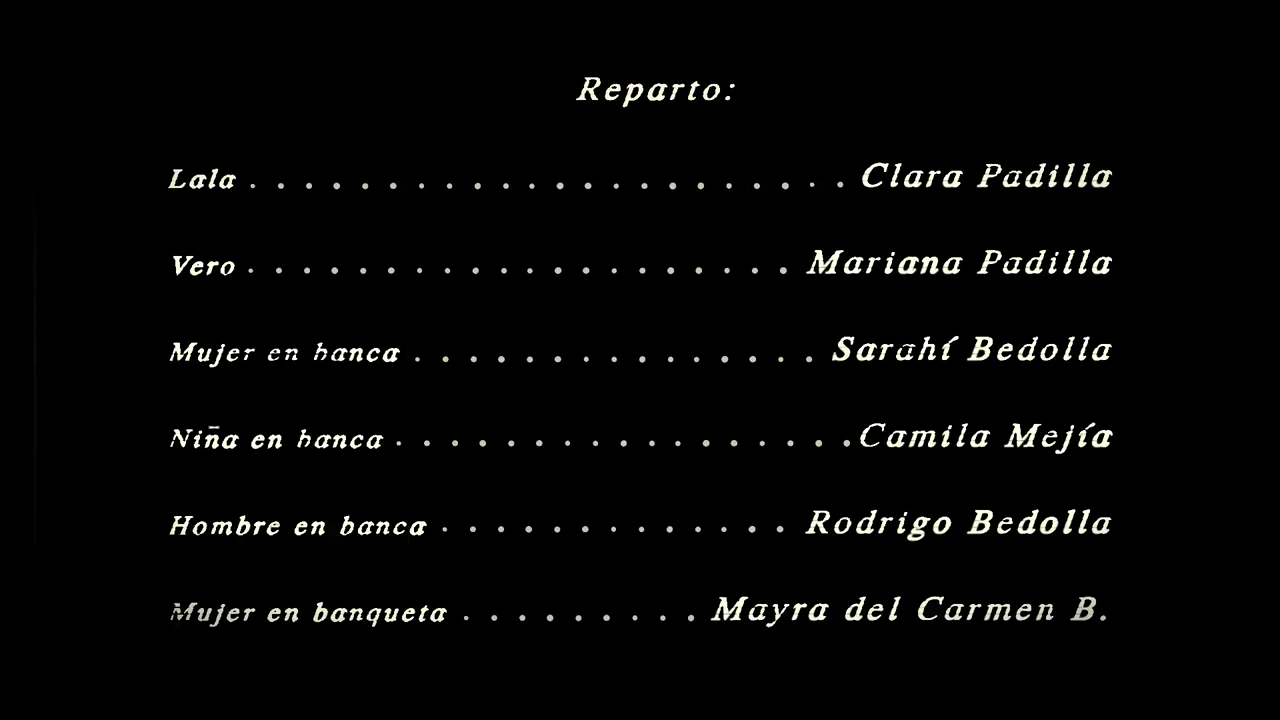 Reparto:
Lala . . . . . . . . . . . . . . . . . . . . . . Clara Padilla
Vero . . . . . . . . . . . . . . . . . . . . Mariana Padilla
Mujer en banca . . . . . . . . . . . . . . . Sarahí Bedolla
Niña en banca . . . . . . . . . . . . . . . . . Camila Mejía
Hombre en banca . . . . . . . . . . . . . Rodrigo Bedolla
Mujer en banqueta . . . . . . . . . Mayra del Carmen B.